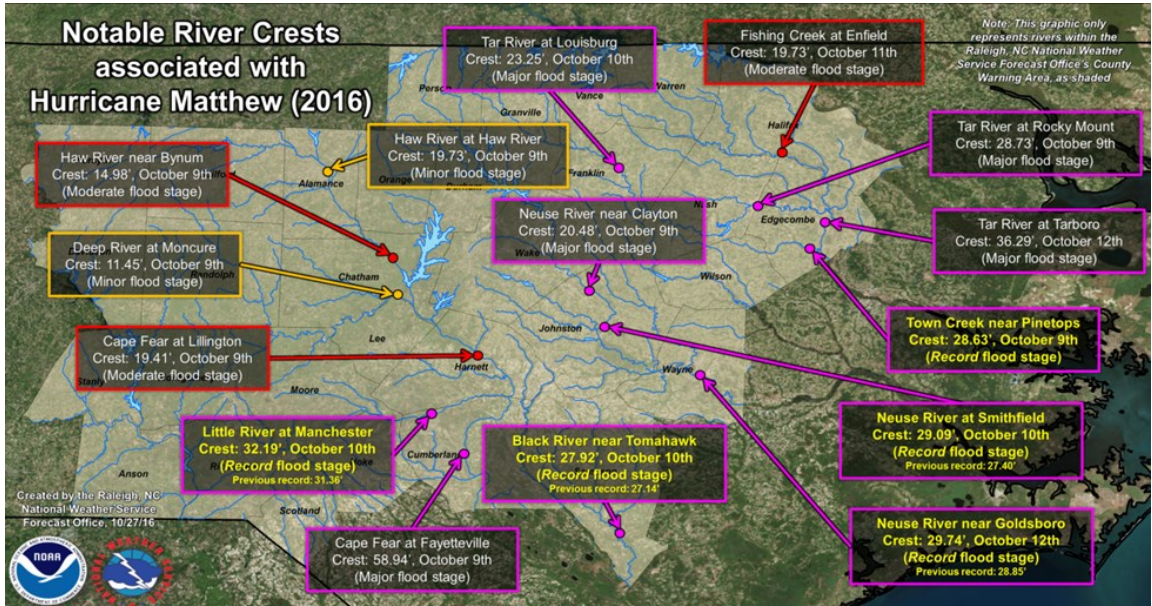 Notable River Crests
associated with
Hurricane Matthew (2016)
Tar River at Louisburg
Crest: 23.25', October 10th
(Major flood stage)
Fishing Creek at Enfield
Crest: 19.73', October 11th
(Moderate flood stage)
Note: This graphic only
represents rivers within the
Raleigh, NC National Weather
Service Forecast Office's County
Warning Area, as shaded
Haw River near Bynum
Crest: 14.98', October 9th
(Moderate flood stage)
Haw River at Haw River
Crest: 19.73', October 9th
(Minor flood stage)
Tar River at Rocky Mount
Crest: 28.73', October 9th
(Major flood stage)
Deep River at Moncure
Crest: 11.45', October 9th
(Minor flood stage)
Neuse River near Clayton
Crest: 20.48', October 9th
(Major flood stage)
Tar River at Tarboro
Crest: 36.29', October 12th
(Major flood stage)
Cape Fear at Lillington
Crest: 19.41', October 9th
(Moderate flood stage)
Town Creek near Pinetops
Crest: 28.63', October 9th
(Record flood stage)
Little River at Manchester
Crest: 32.19', October 10th
(Record flood stage)
Previous record: 31.36'
Black River near Tomahawk
Crest: 27.92', October 10th
(Record flood stage)
Previous record: 27.14'
Neuse River at Smithfield
Crest: 29.09', October 10th
(Record flood stage)
Previous record: 27.40'
Cape Fear at Fayetteville
Crest: 58.94', October 9th
(Major flood stage)
Neuse River near Goldsboro
Crest: 29.74', October 12th
(Record flood stage)
Previous record: 28.85'
Person
Granville
Vance
Warren
Halifax
Alamance
Orange
Durham
Franklin
Nash
Edgecombe
Chatham
Randolph
Wake
Wilson
Lee
Johnston
Harnett
Wayne
Stanly
Moore
Cumberland
Anson
Scotland
Created by the Raleigh, NC
National Weather Service
Forecast Office, 10/27/16
NOAA